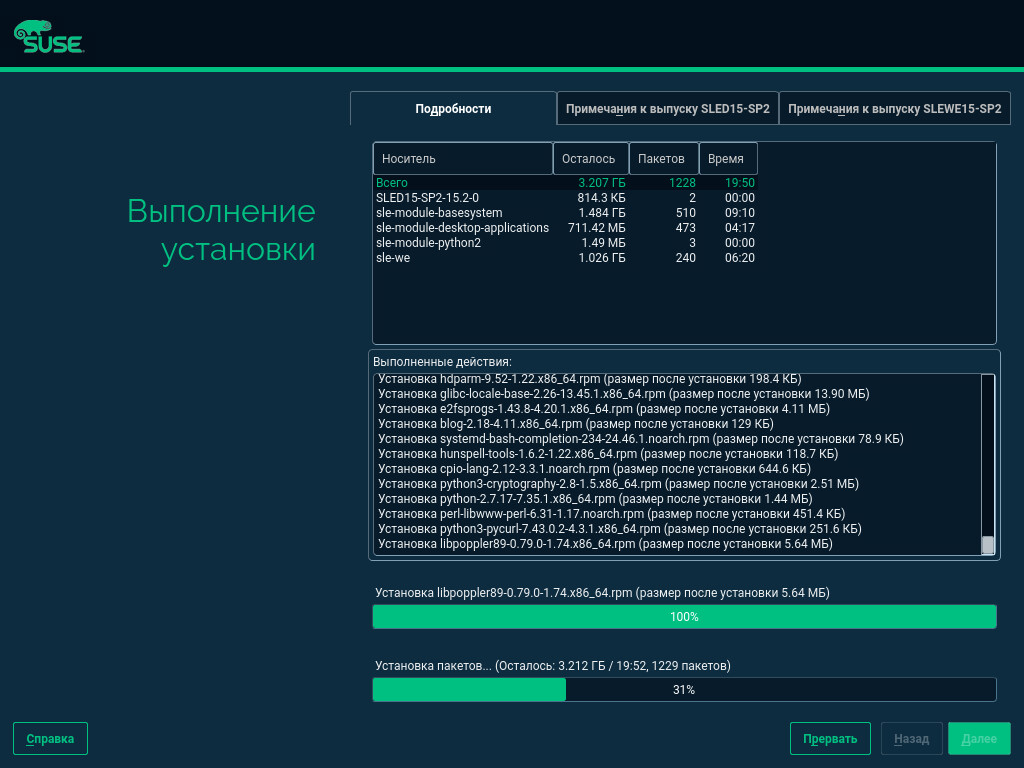 SUSE
Подробности Примечания к выпуску SLED15-SP2 Примечания к выпуску SLEWE15-SP2
Выполнение
установки
Носитель Осталось Пакетов Время
Всего 3.207 ГБ 1228 19:50
SLED15-SP2-15.2-0 814.3 КБ 2 00:00
sle-module-basesystem 1.484 ГБ 510 09:10
sle-module-desktop-applications 711.42 МБ 473 04:17
sle-module-python2 1.49 МБ 3 00:00
sle-we 1.026 ГБ 240 06:20
Выполненные действия:
Установка hdparm-9.52-1.22.x86_64.rpm (размер после установки 198.4 КБ)
Установка glibc-locale-base-2.26-13.45.1.x86_64.rpm (размер после установки 13.90 МБ)
Установка e2fsprogs-1.43.8-4.20.1.x86_64.rpm (размер после установки 4.11 МБ)
Установка blog-2.18-4.11.x86_64.rpm (размер после установки 129 КБ)
Установка systemd-bash-completion-234-24.46.1.noarch.rpm (размер после установки 78.9 КБ)
Установка hunspell-tools-1.6.2-1.22.x86_64.rpm (размер после установки 118.7 КБ)
Установка cpio-lang-2.12-3.3.1.noarch.rpm (размер после установки 644.6 КБ)
Установка python3-cryptography-2.8-1.5.x86_64.rpm (размер после установки 2.51 МБ)
Установка python-2.7.17-7.35.1.x86_64.rpm (размер после установки 1.44 МБ)
Установка perl-libwww-perl-6.31-1.17.noarch.rpm (размер после установки 451.4 КБ)
Установка python3-pycurl-7.43.0.2-4.3.1.x86_64.rpm (размер после установки 251.6 КБ)
Установка libpoppler89-0.79.0-1.74.x86_64.rpm (размер после установки 5.64 МБ)
Установка libpoppler89-0.79.0-1.74.x86_64.rpm (размер после установки 5.64 МБ)
100%
Установка пакетов... (Осталось: 3.212 ГБ / 19:52, 1229 пакетов)
31%
Справка Прервать Назад Далее